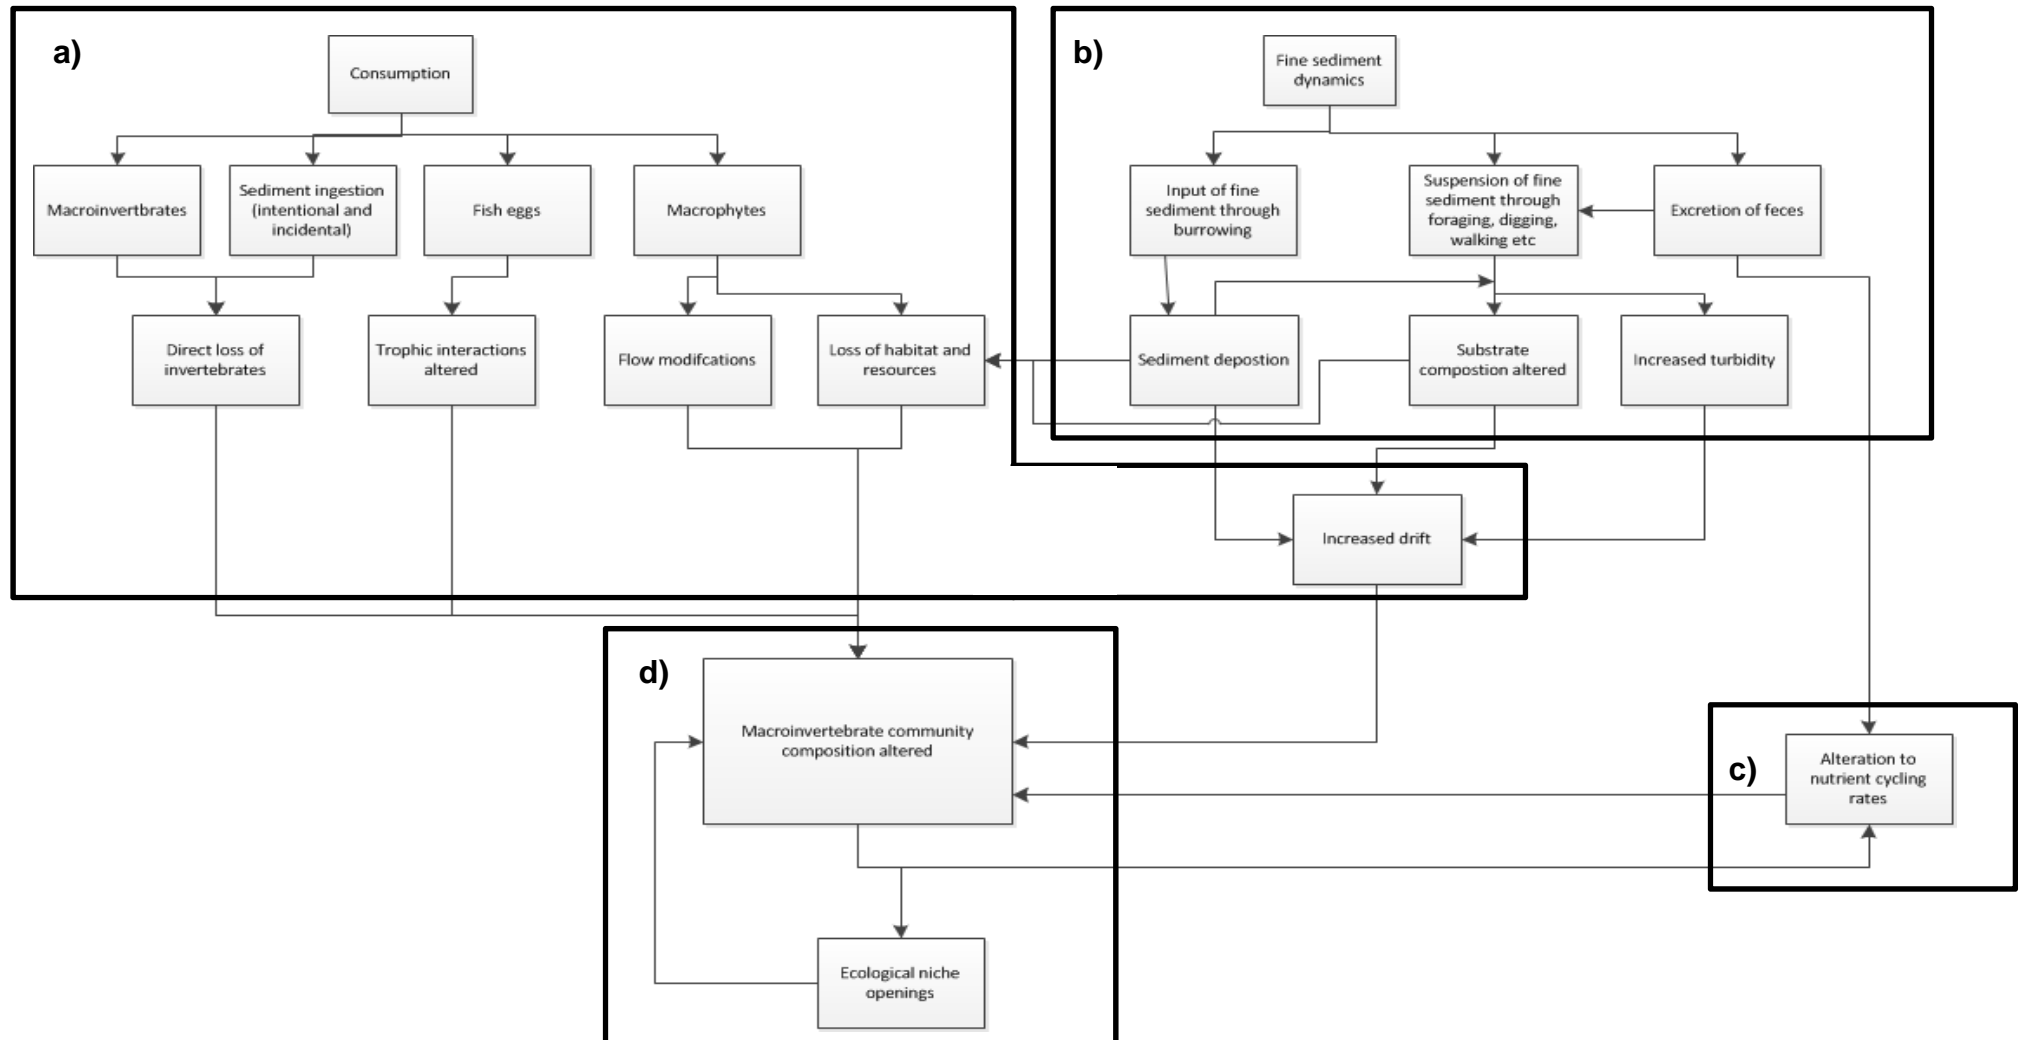 a)
Consumption
Macroinvertbrates
Sediment ingestion
(intentional and
incidental)
Fish eggs
Macrophytes
Direct loss of
invertebrates
Trophic interactions
altered
Flow modifcations
Loss of habitat and
resources
b)
Fine sediment
dynamics
Input of fine
sediment through
burrowing
Suspension of fine
sediment through
foraging, digging,
walking etc
Excretion of feces
Sediment depostion
Substrate
compostion altered
Increased turbidity
Increased drift
d)
Macroinvertebrate community
composition altered
Ecological niche
openings
c)
Alteration to
nutrient cycling
rates